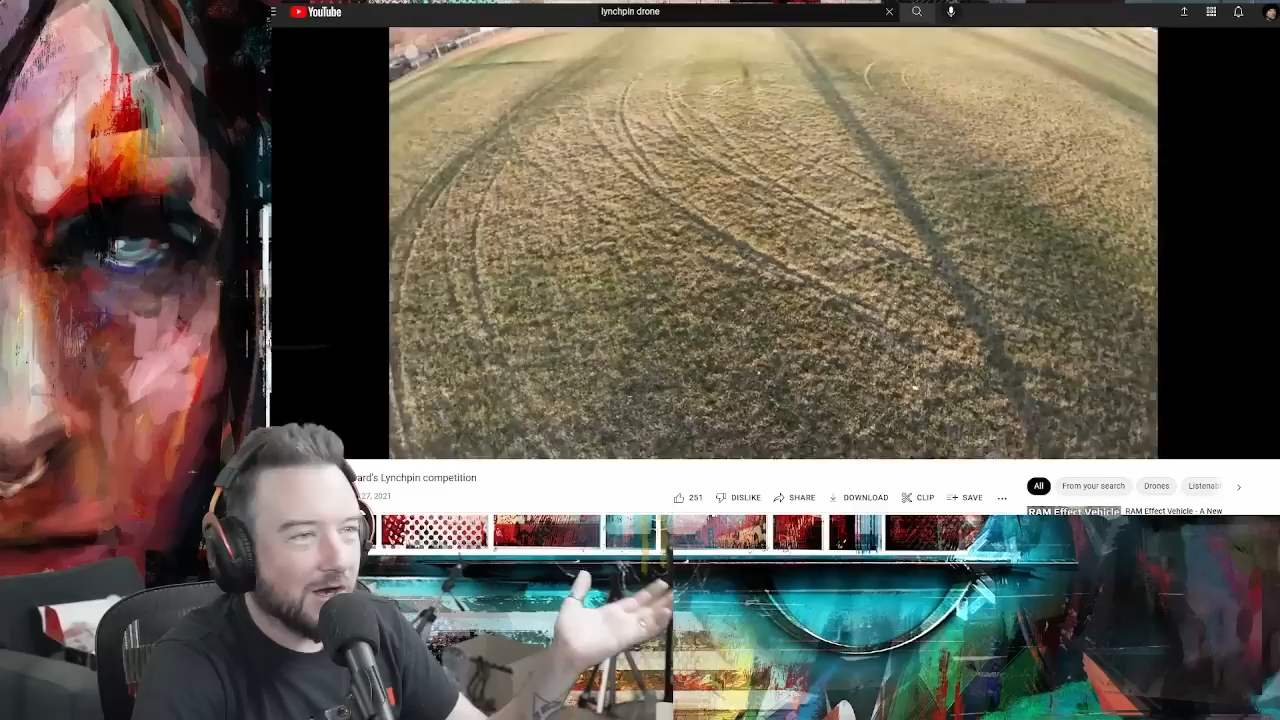 YouTube
lynchpin drone
ard's Lynchpin competition
27, 2021
251
DISLIKE
SHARE
DOWNLOAD
CLIP
SAVE
All
From your search
Drones
Listenabl
RAM Effect Vehicle
RAM Effect Vehicle - A New